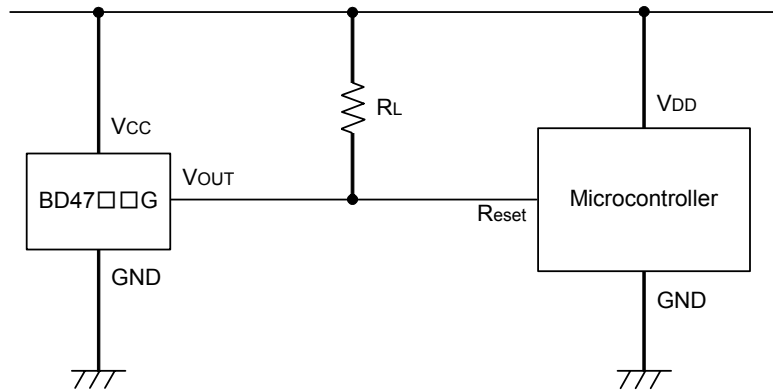 RL
VDD
VCC
VOUT
BD47□□G
Microcontroller
Reset
GND
GND